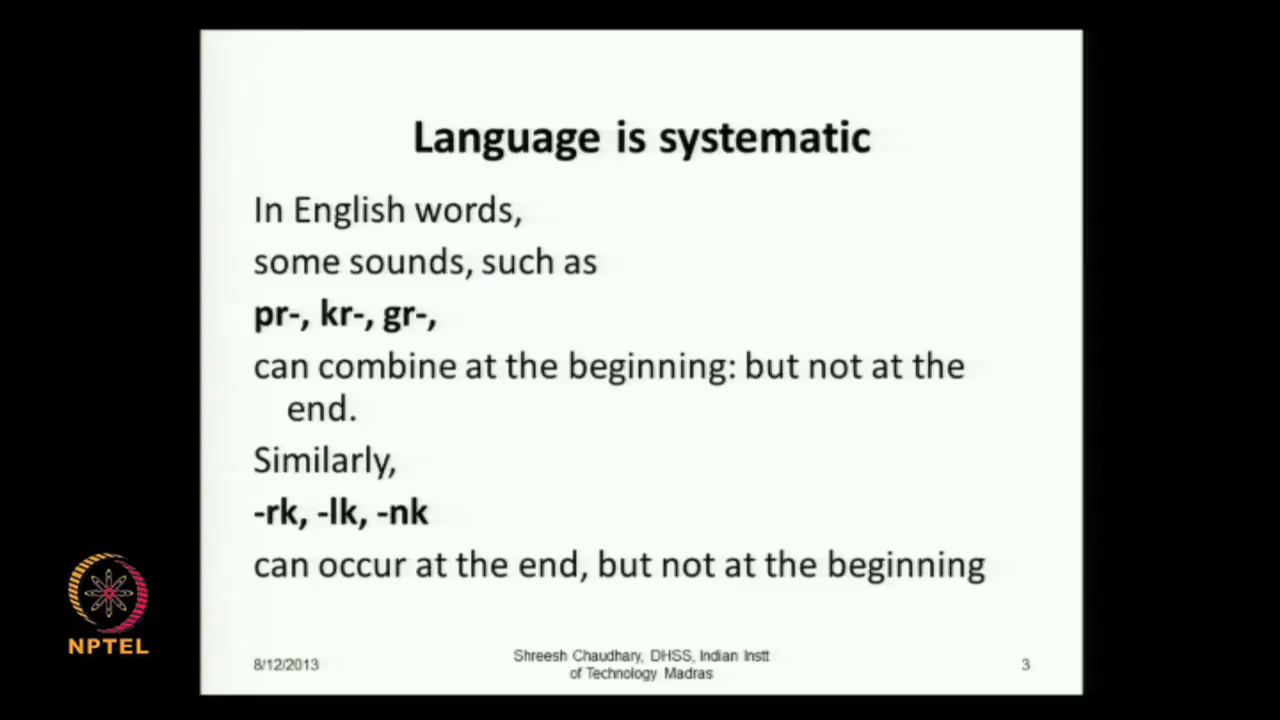 Language is systematic
In English words,
some sounds, such as
pr-, kr-, gr-,
can combine at the beginning: but not at the
end.
Similarly,
-rk, -lk, -nk
can occur at the end, but not at the beginning
NPTEL
8/12/2013
Shreesh Chaudhary, DHSS, Indian Instt
of Technology Madras
3